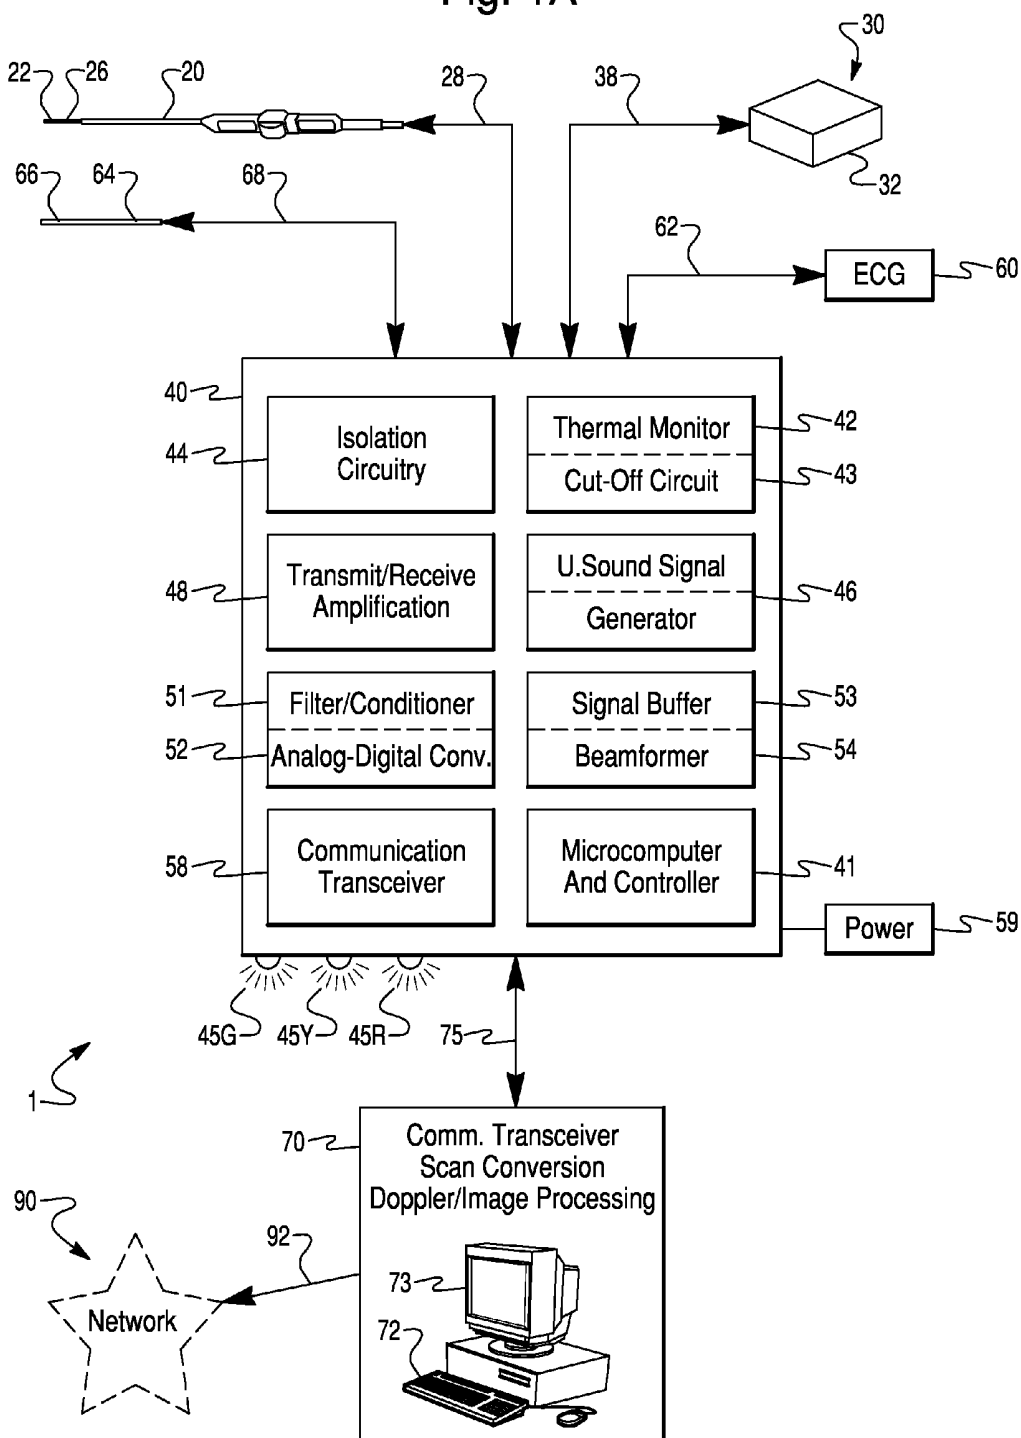 Fig. 1A
30
22
26
20
28
38
32
66
64
68
62
ECG
60
40
Isolation
Circuitry
44
Thermal Monitor
42
Cut-Off Circuit
43
Transmit/Receive
Amplification
48
U.Sound Signal
Generator
46
51
Filter/Conditioner
52
Analog-Digital Conv.
Signal Buffer
53
Beamformer
54
58
Communication
Transceiver
Microcomputer
And Controller
41
Power
59
45G
45Y
45R
75
1
70
Comm. Transceiver
Scan Conversion
Doppler/Image Processing
90
92
Network
73
72